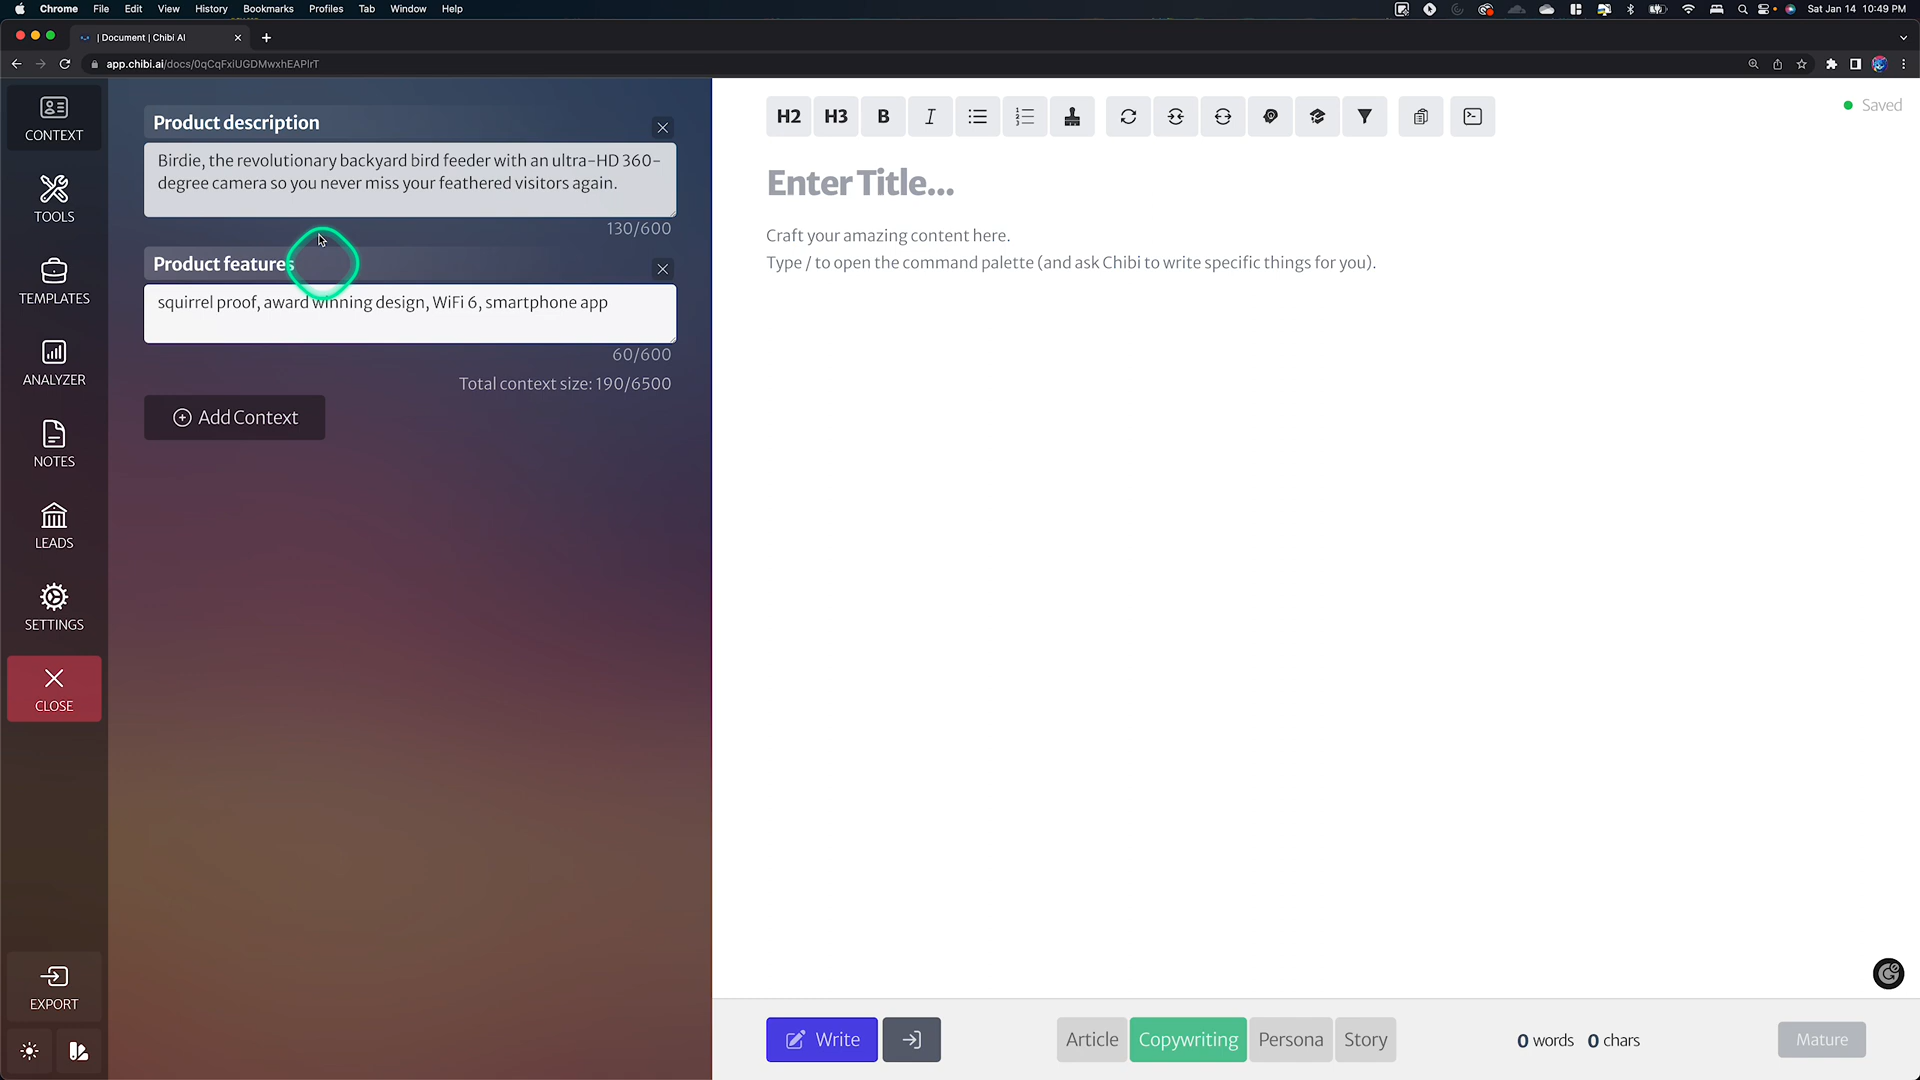 Chrome File Edit View History Bookmarks Profiles Tab Window Help
Sat Jan 14 10:49 PM
| Document | Chibi AI
app.chibi.ai/docs/0qCqFxiUGDMwxhEAPlrT
CONTEXT
TOOLS
TEMPLATES
ANALYZER
NOTES
LEADS
SETTINGS
CLOSE
EXPORT
Product description
Birdie, the revolutionary backyard bird feeder with an ultra-HD 360-
degree camera so you never miss your feathered visitors again.
130/600
Product features
squirrel proof, award winning design, WiFi 6, smartphone app
60/600
Total context size: 190/6500
Add Context
H2 H3 B I
Saved
Enter Title...
Craft your amazing content here.
Type / to open the command palette (and ask Chibi to write specific things for you).
Write
Article Copywriting Persona Story
0 words 0 chars
Mature